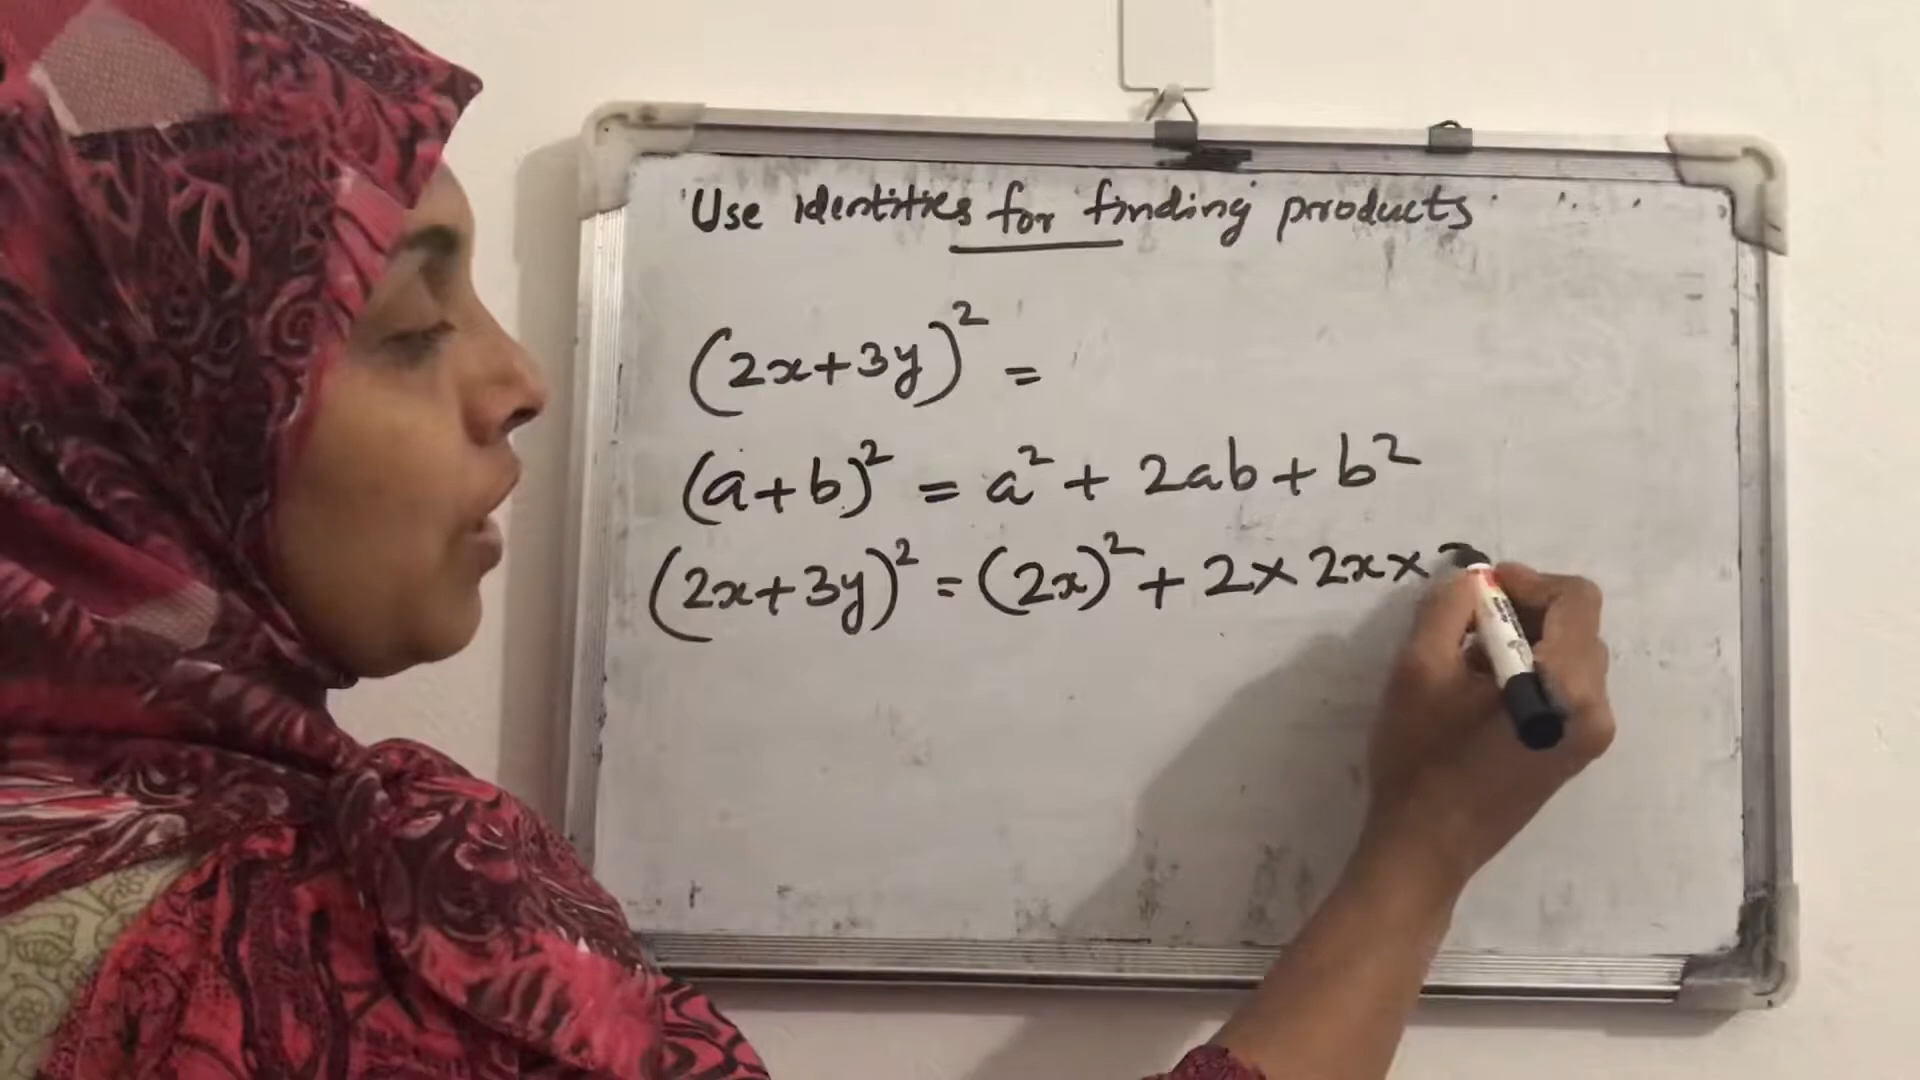 Use identities for finding products
(2x+3y)² =
(a+b)² = a² + 2ab + b²
(2x+3y)² = (2x)² + 2 × 2x ×